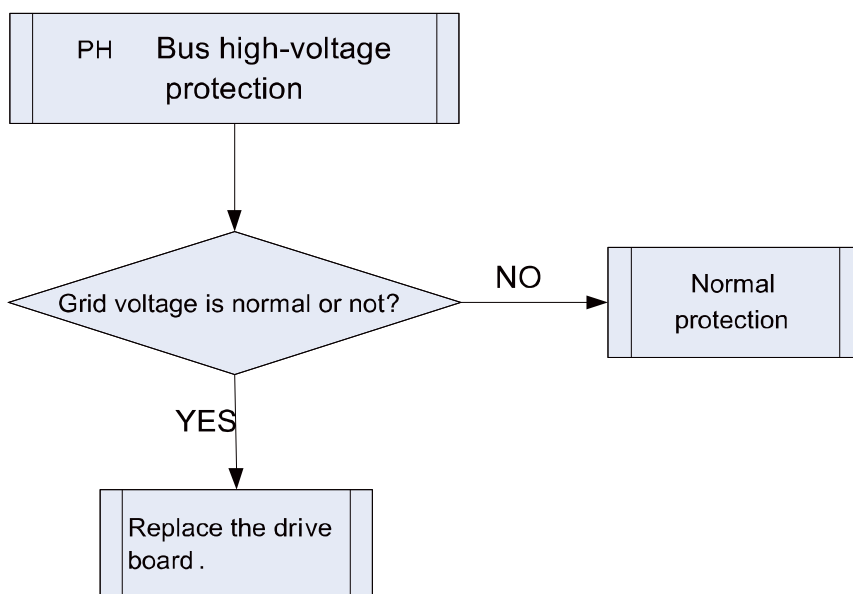 PH Bus high-voltage
protection
Grid voltage is normal or not?
NO
Normal
protection
YES
Replace the drive
board .